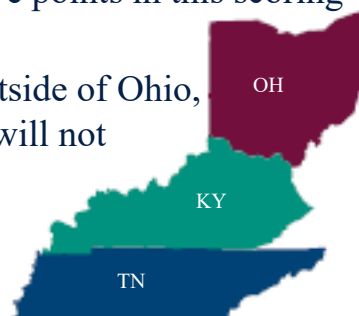 points in this scoring
tside of Ohio,
will not
OH
KY
TN